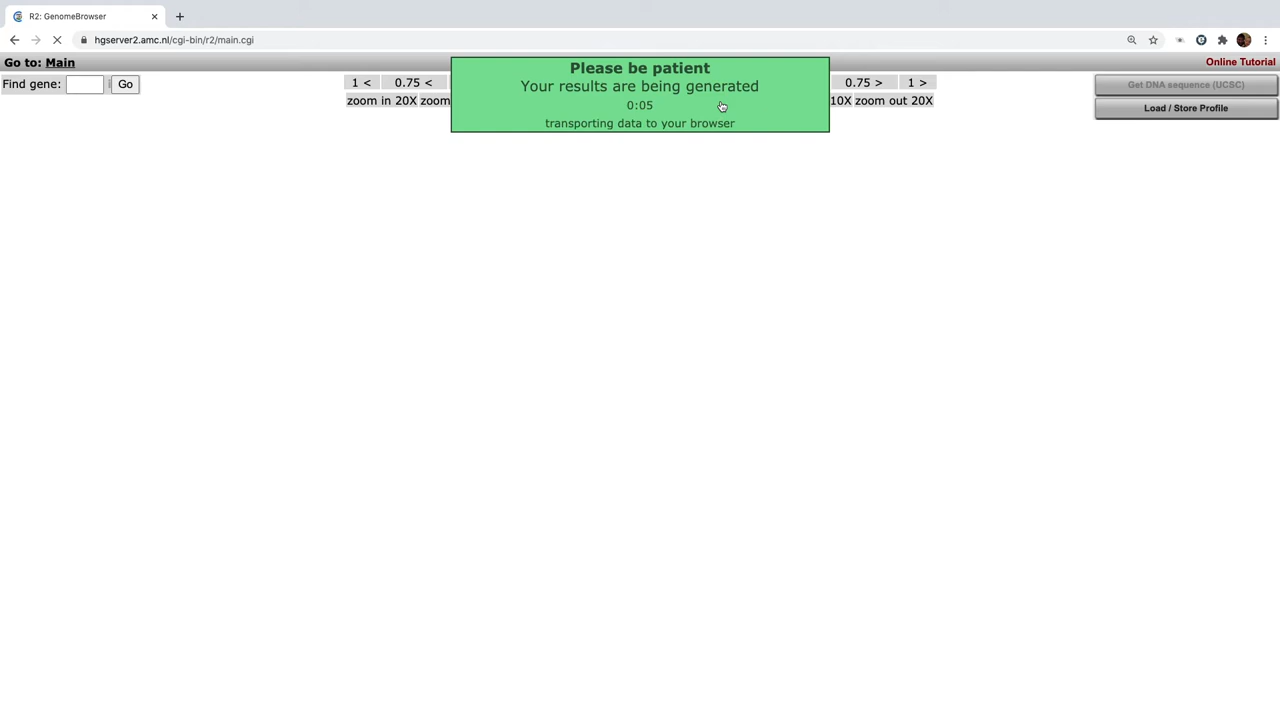 R2: GenomeBrowser
hgserver2.amc.nl/cgi-bin/r2/main.cgi
Go to: Main
Online Tutorial
Find gene:
Go
1 < 0.75 <
0.75 > 1 >
zoom in 20X zoom
10X zoom out 20X
Please be patient
Your results are being generated
0:05
transporting data to your browser
Get DNA sequence (UCSC)
Load / Store Profile